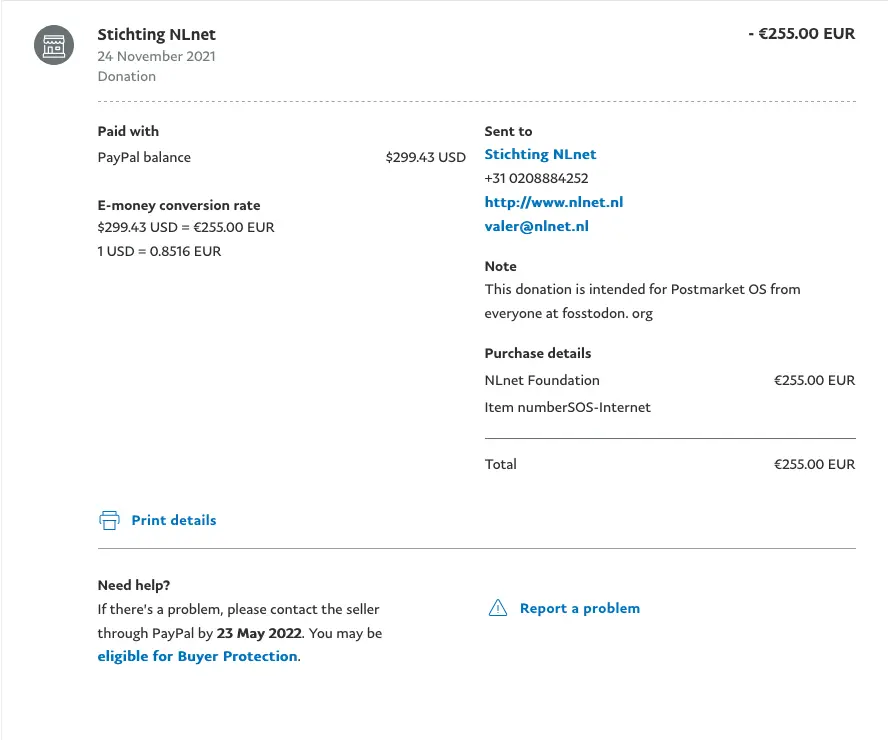 Stichting NLnet
- €255.00 EUR
24 November 2021
Donation
Paid with
PayPal balance
$299.43 USD
E-money conversion rate
$299.43 USD = €255.00 EUR
1 USD = 0.8516 EUR
Sent to
Stichting NLnet
+31 0208884252
http://www.nlnet.nl
valer@nlnet.nl
Note
This donation is intended for Postmarket OS from
everyone at fosstodon. org
Purchase details
NLnet Foundation
€255.00 EUR
Item numberSOS-Internet
Total
€255.00 EUR
Print details
Need help?
If there's a problem, please contact the seller
through PayPal by 23 May 2022. You may be
eligible for Buyer Protection.
Report a problem